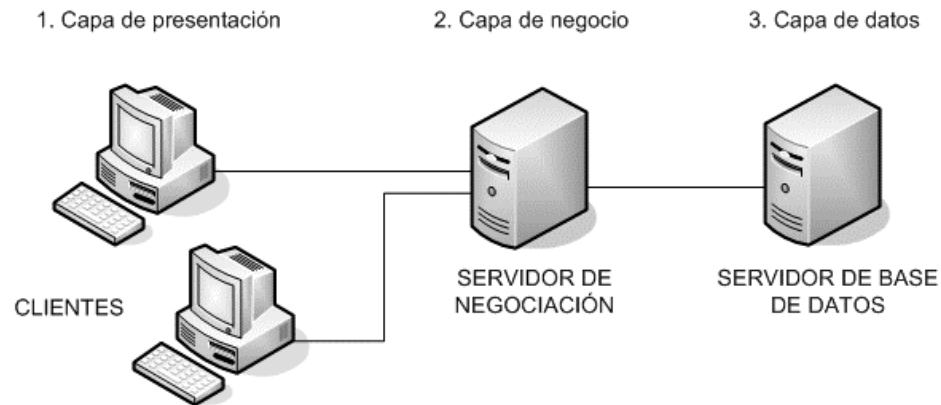 1. Capa de presentación
2. Capa de negocio
3. Capa de datos
CLIENTES
SERVIDOR DE
NEGOCIACIÓN
SERVIDOR DE BASE
DE DATOS